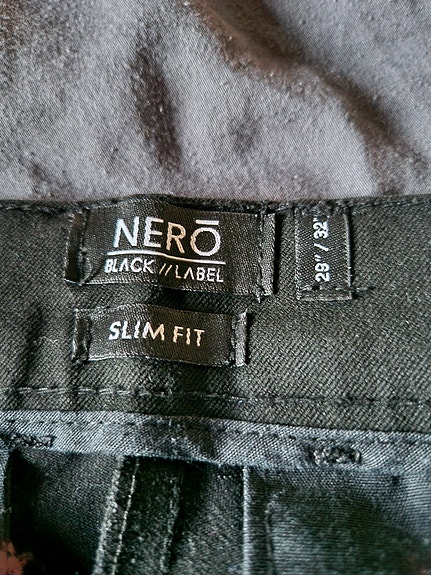 NERŌ
BLACK // LABEL
29" / 32"
SLIM FIT